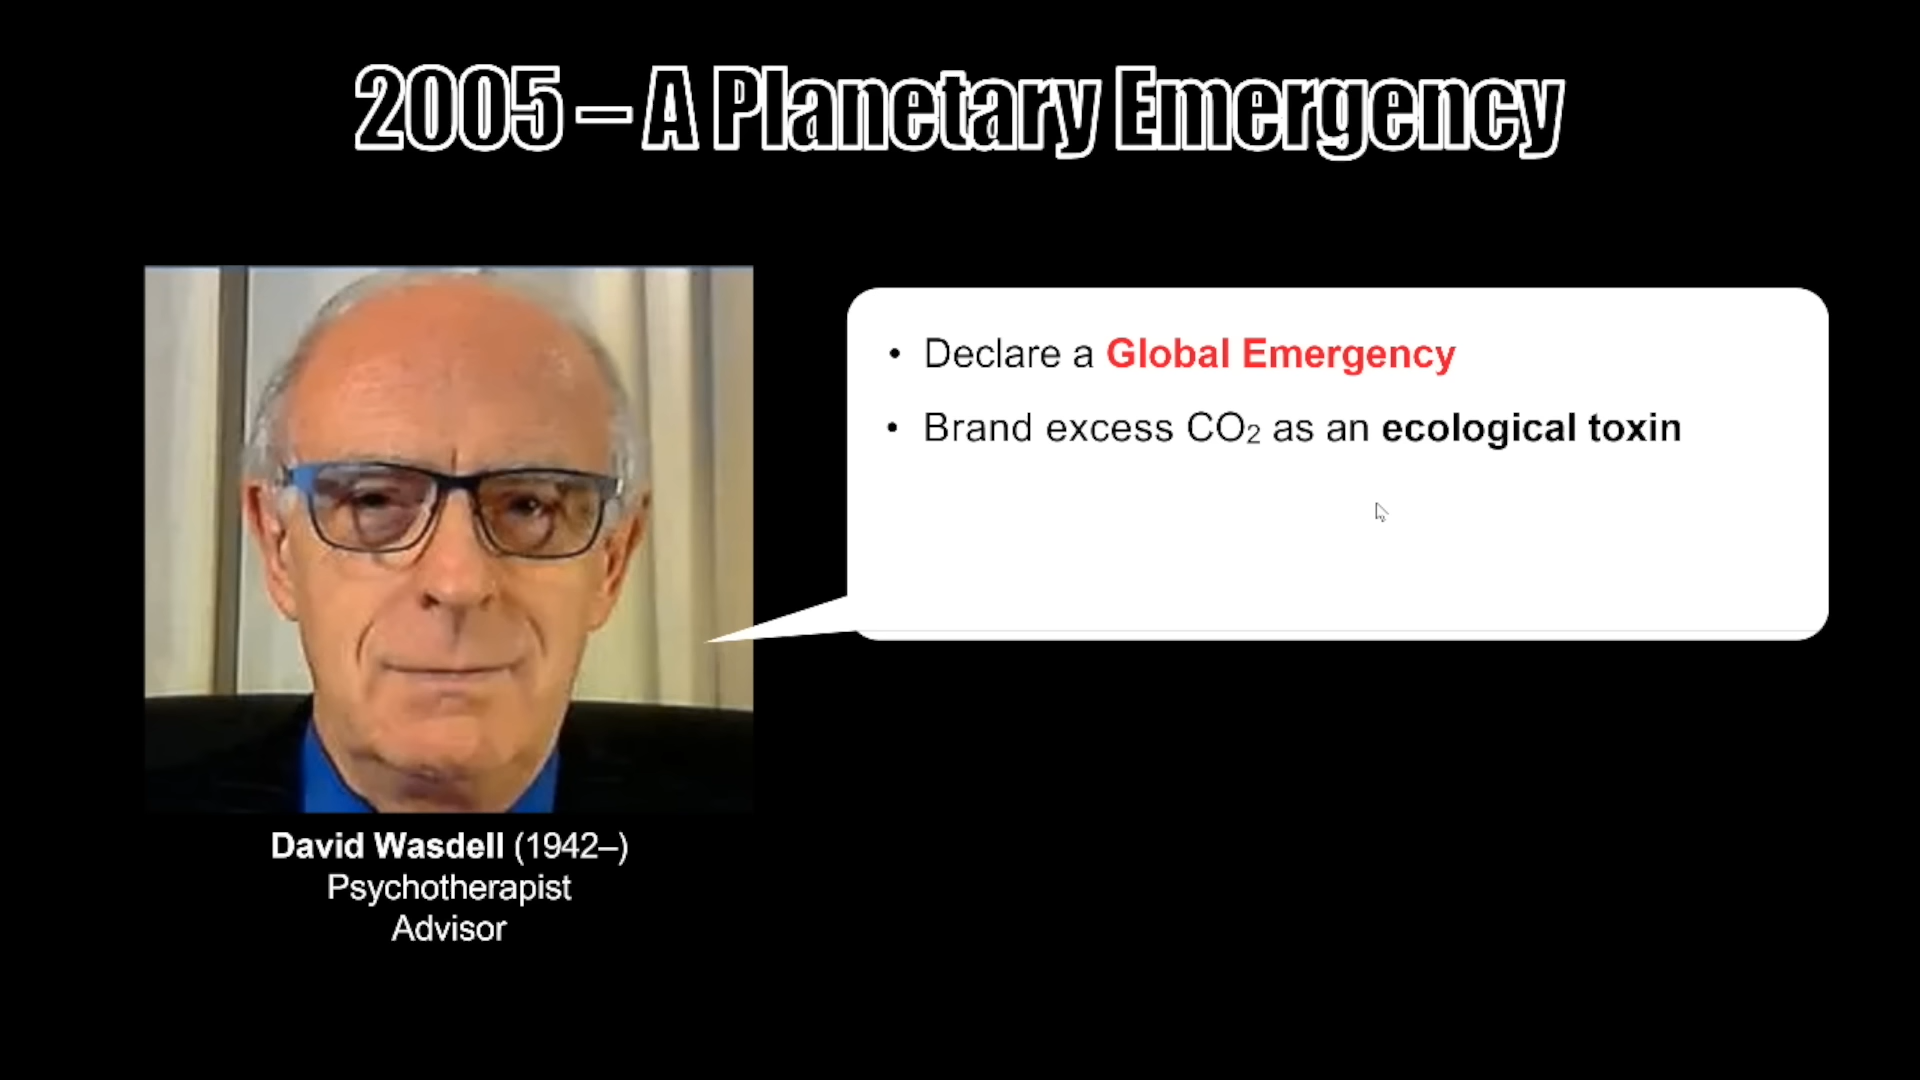 2005 – A Planetary Emergency
• Declare a Global Emergency
• Brand excess CO₂ as an ecological toxin
David Wasdell (1942–)
Psychotherapist
Advisor